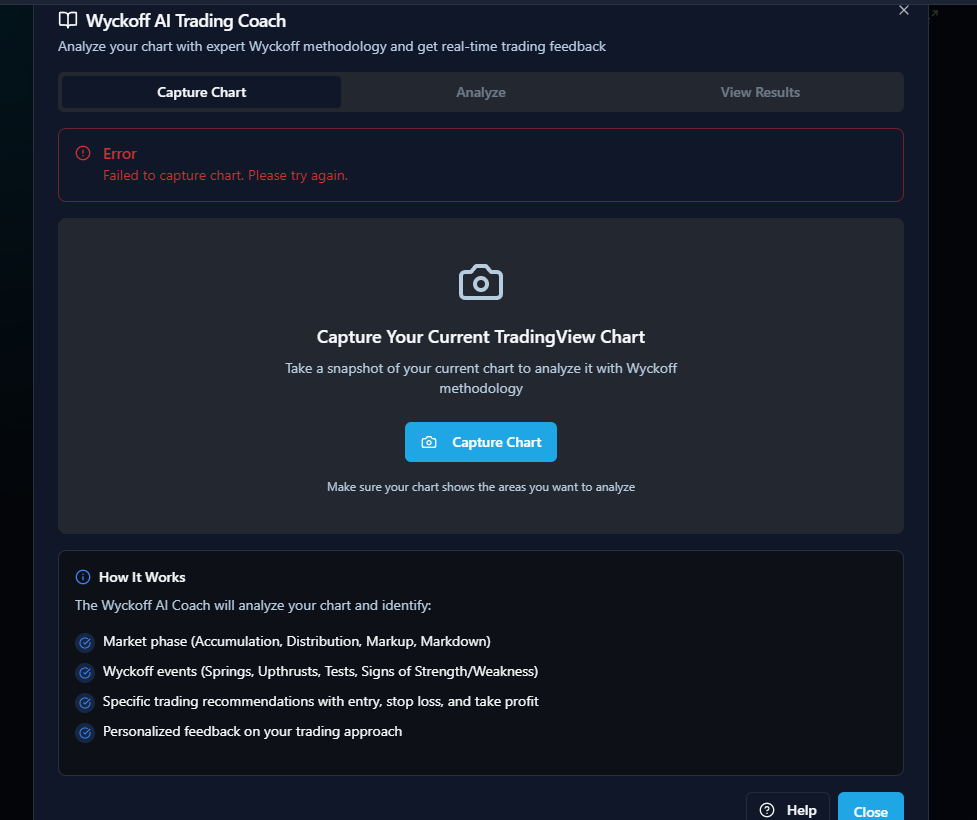 Wyckoff AI Trading Coach
Analyze your chart with expert Wyckoff methodology and get real-time trading feedback
Capture Chart
Analyze
View Results
Error
Failed to capture chart. Please try again.
Capture Your Current TradingView Chart
Take a snapshot of your current chart to analyze it with Wyckoff
methodology
Capture Chart
Make sure your chart shows the areas you want to analyze
How It Works
The Wyckoff AI Coach will analyze your chart and identify:
Market phase (Accumulation, Distribution, Markup, Markdown)
Wyckoff events (Springs, Upthrusts, Tests, Signs of Strength/Weakness)
Specific trading recommendations with entry, stop loss, and take profit
Personalized feedback on your trading approach
Help
Close